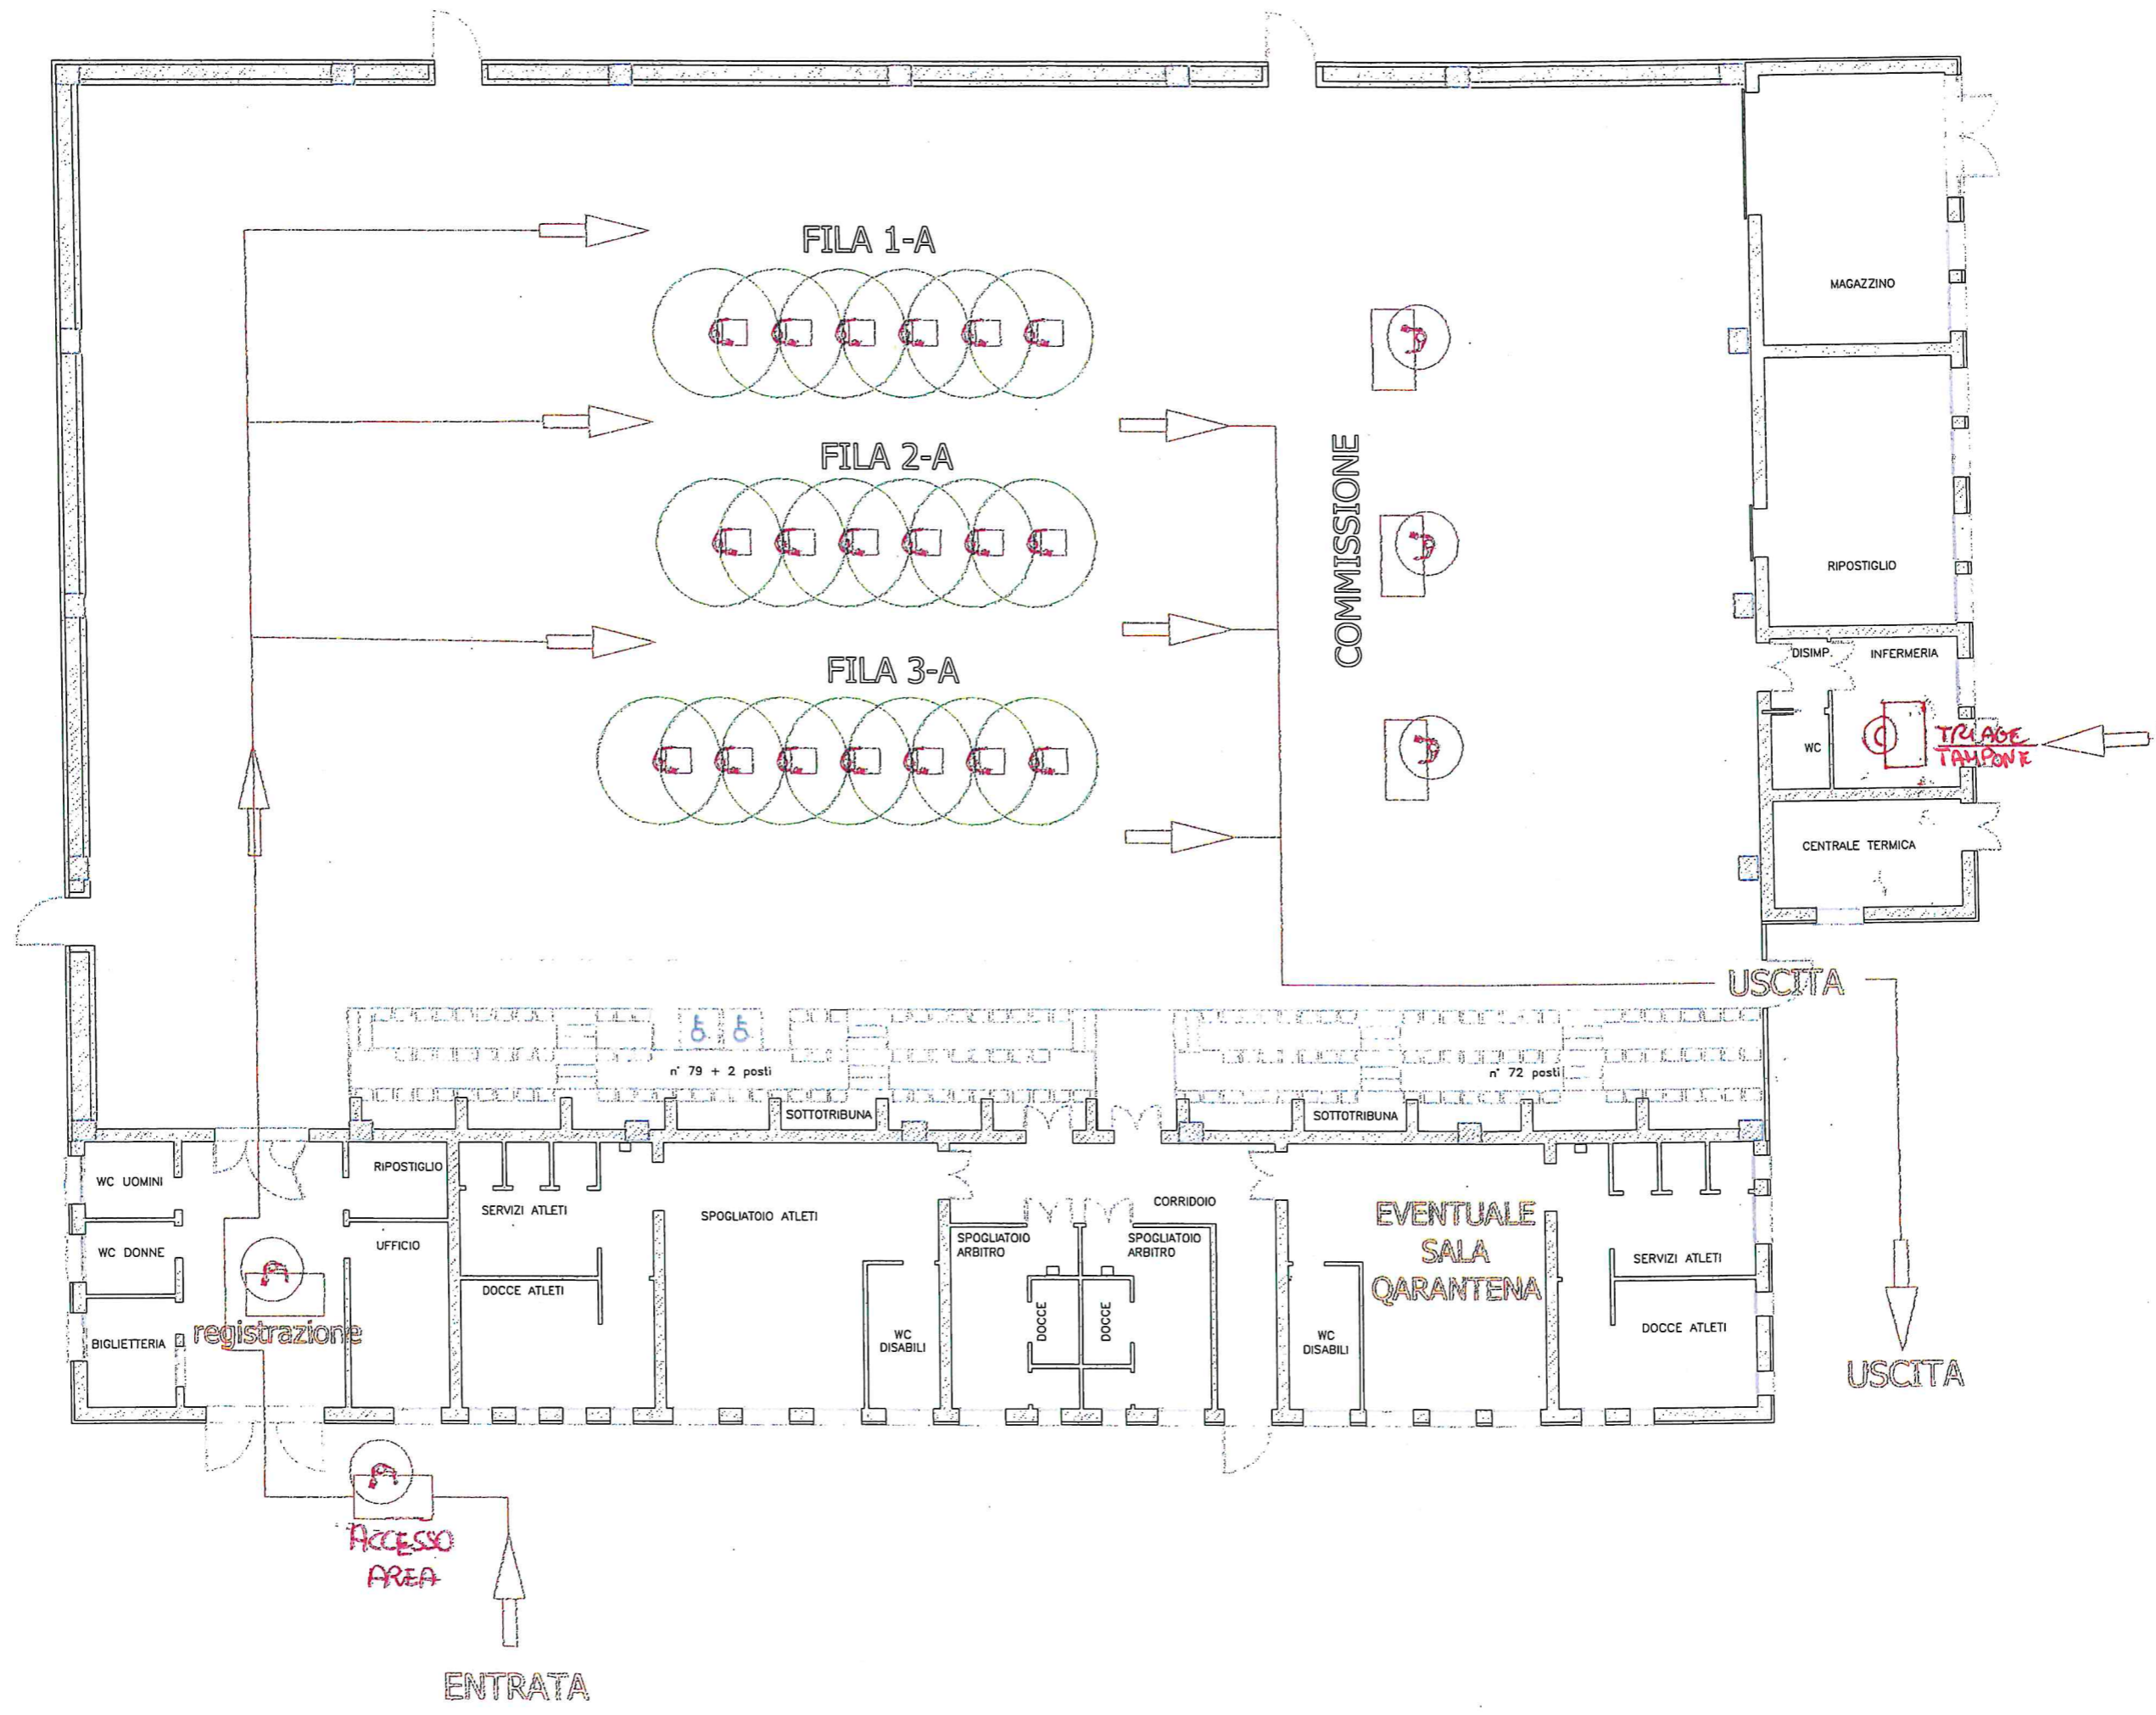 FILA 1-A
MAGAZZINO
FILA 2-A
COMMISSIONE
RIPOSTIGLIO
FILA 3-A
DISIMP.
INFERMERIA
WC
TRIAGE
TAMPONE
CENTRALE TERMICA
USCITA
n° 79 + 2 posti
n° 72 posti
SOTTOTRIBUNA
SOTTOTRIBUNA
WC UOMINI
RIPOSTIGLIO
SERVIZI ATLETI
SPOGLIATOIO ATLETI
CORRIDOIO
WC DONNE
UFFICIO
SPOGLIATOIO
ARBITRO
SPOGLIATOIO
ARBITRO
EVENTUALE
SALA
QARANTENA
SERVIZI ATLETI
DOCCE ATLETI
DOCCE
DOCCE
BIGLIETTERIA
registrazione
WC
DISABILI
WC
DISABILI
DOCCE ATLETI
USCITA
ACCESSO
AREA
ENTRATA